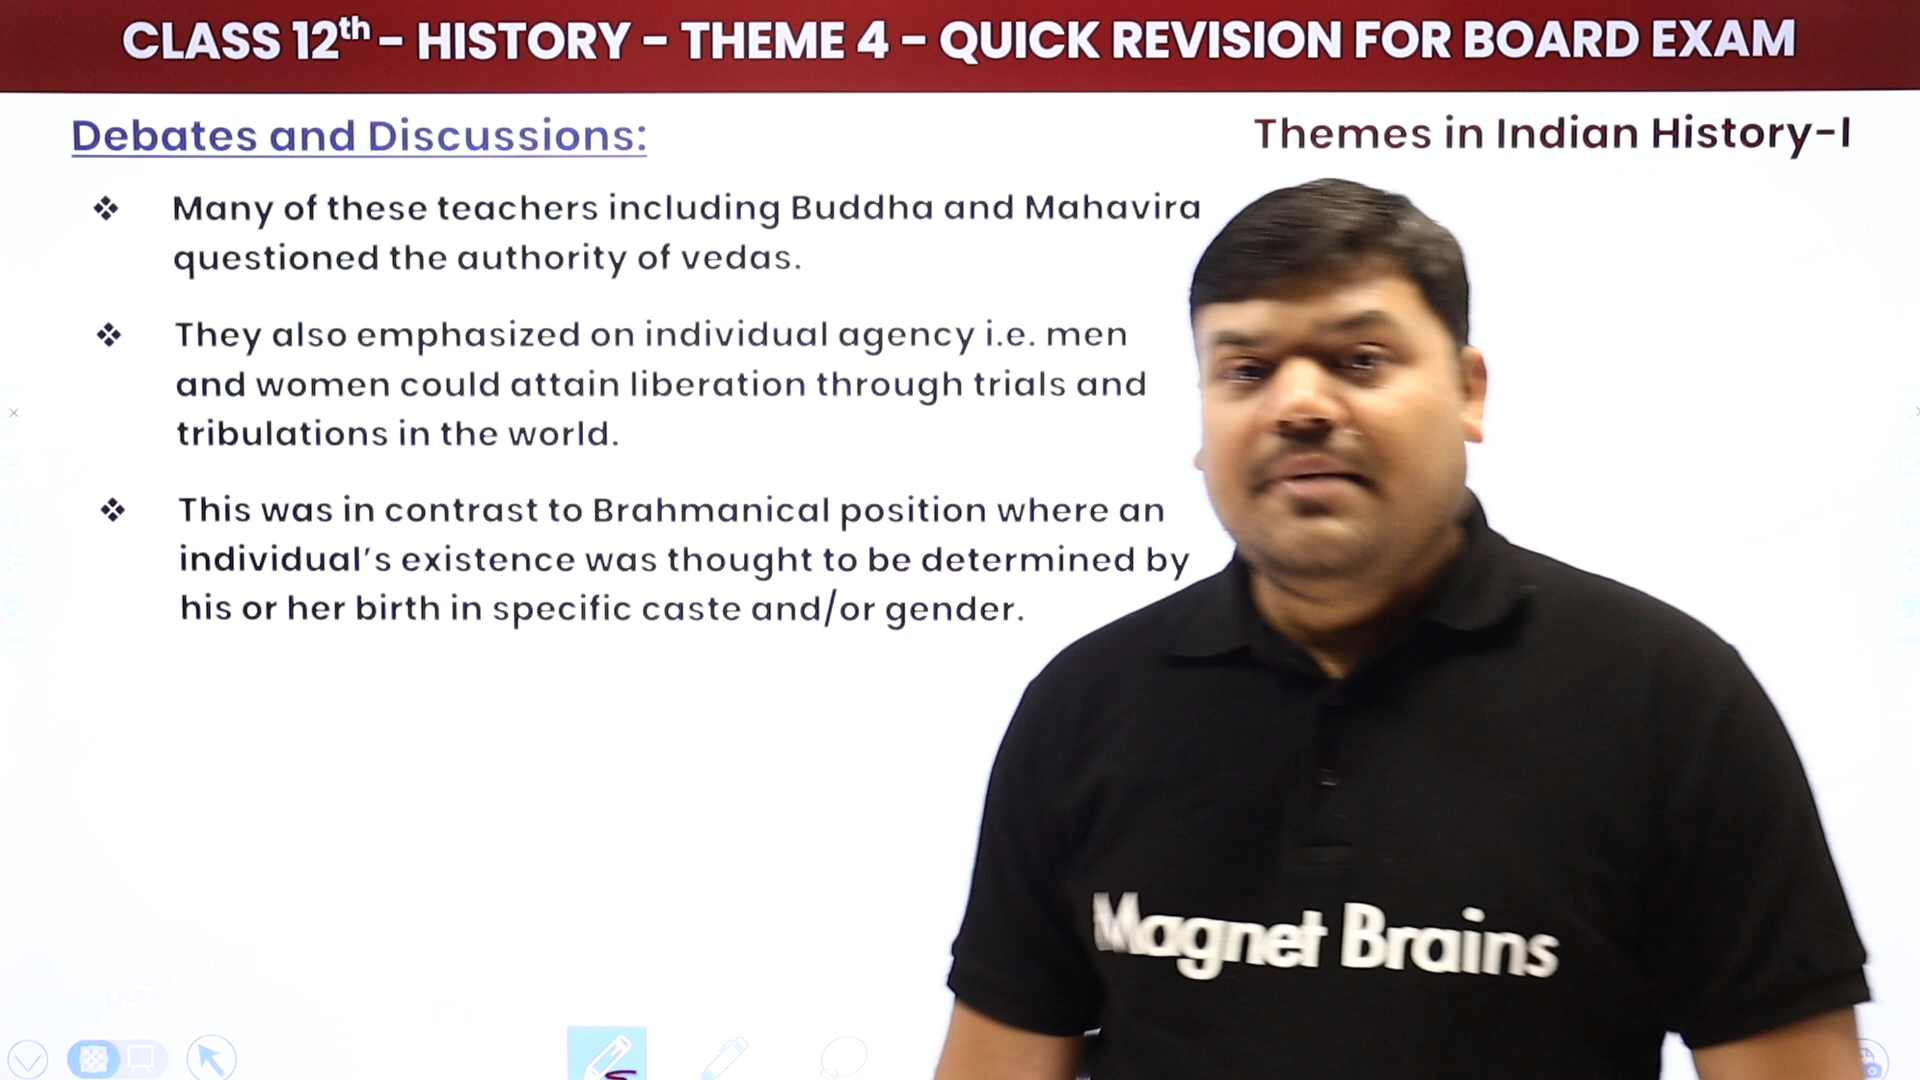 CLASS 12th - HISTORY - THEME 4 - QUICK REVISION FOR BOARD EXAM
Debates and Discussions:
Themes in Indian History-I
❖ Many of these teachers including Buddha and Mahavira
questioned the authority of vedas.
❖ They also emphasized on individual agency i.e. men
and women could attain liberation through trials and
tribulations in the world.
❖ This was in contrast to Brahmanical position where an
individual's existence was thought to be determined by
his or her birth in specific caste and/or gender.
Magnet Brains